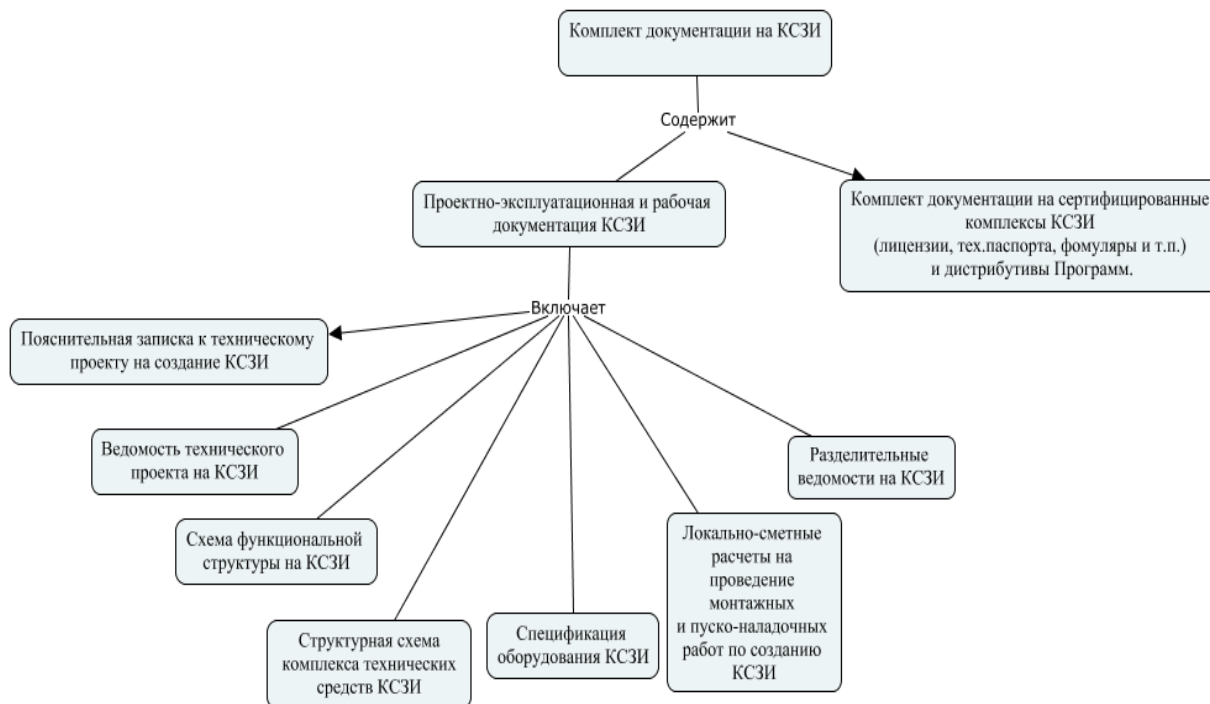 Комплект документации на КСЗИ
Содержит
Проектно-эксплуатационная и рабочая
документация КСЗИ
Комплект документации на сертифицированные
комплексы КСЗИ
(лицензии, тех.паспорта, фомуляры и т.п.)
и дистрибутивы Программ.
Включает
Пояснительная записка к техническому
проекту на создание КСЗИ
Ведомость технического
проекта на КСЗИ
Схема функциональной
структуры на КСЗИ
Структурная схема
комплекса технических
средств КСЗИ
Спецификация
оборудования КСЗИ
Локально-сметные
расчеты на
проведение
монтажных
и пуско-наладочных
работ по созданию
КСЗИ
Разделительные
ведомости на КСЗИ